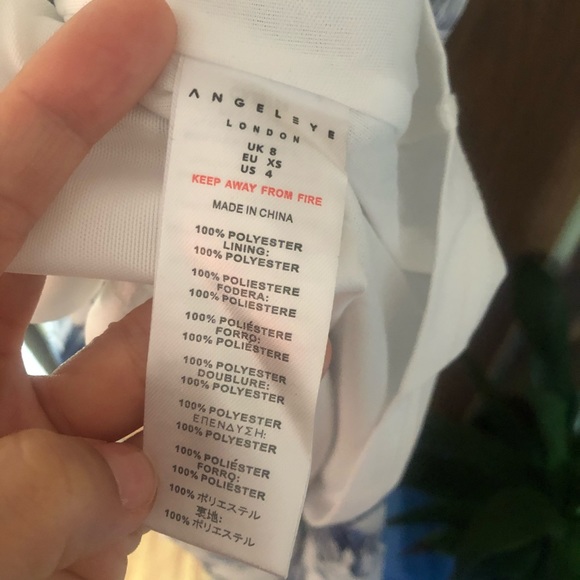 ANGELEYE
LONDON
UK 8
EU XS
US 4
KEEP AWAY FROM FIRE
MADE IN CHINA
100% POLYESTER
LINING:
100% POLYESTER
100% POLIESTERE
FODERA:
100% POLIESTERE
100% POLIÉSTERE
FORRO:
100% POLIÉSTERE
100% POLYESTER
DOUBLURE:
100% POLYESTER
100% POLYESTER
ΕΠΕΝΔΥΣΗ:
100% POLYESTER
100% POLIÉSTER
FORRO:
100% POLIÉSTER
100% ポリエステル
裏地:
100% ポリエステル